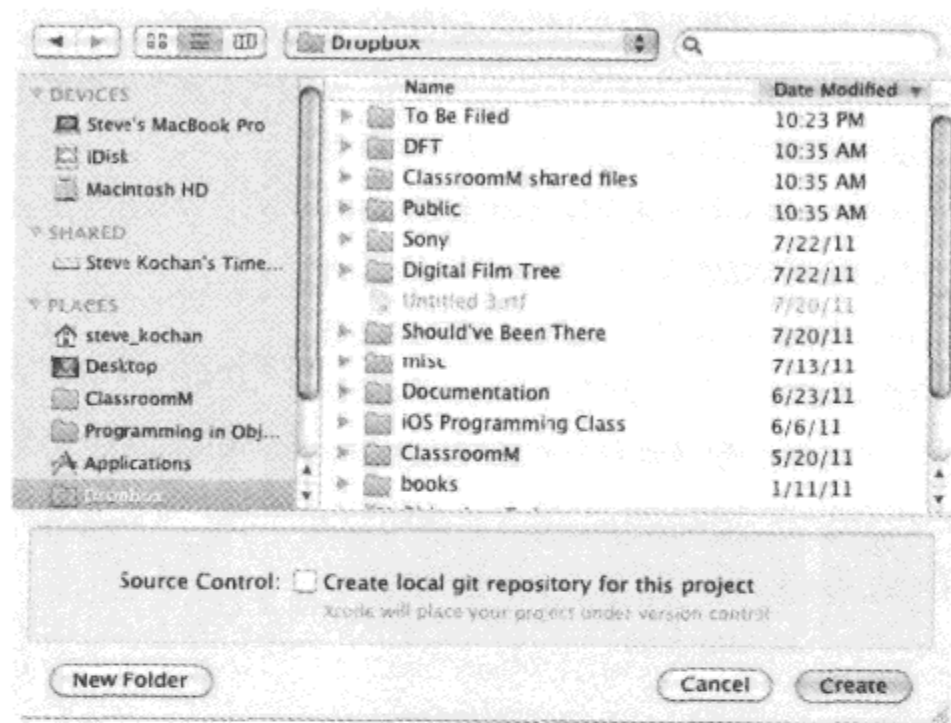 Dropbox
Name Date Modified
DEVICES
Steve's MacBook Pro
iDisk
Macintosh HD
SHARED
Steve Kochan's Time...
PLACES
steve_kochan
Desktop
ClassroomM
Programming in Obj...
Applications
Dropbox
To Be Filed 10:23 PM
DFT 10:35 AM
ClassroomM shared files 10:35 AM
Public 10:35 AM
Sony 7/22/11
Digital Film Tree 7/22/11
Untitled 3.rtf 7/20/11
Should've Been There 7/20/11
misc 7/13/11
Documentation 6/23/11
iOS Programming Class 6/6/11
ClassroomM 5/20/11
books 1/11/11
Source Control: Create local git repository for this project
Xcode will place your project under version control
New Folder Cancel Create